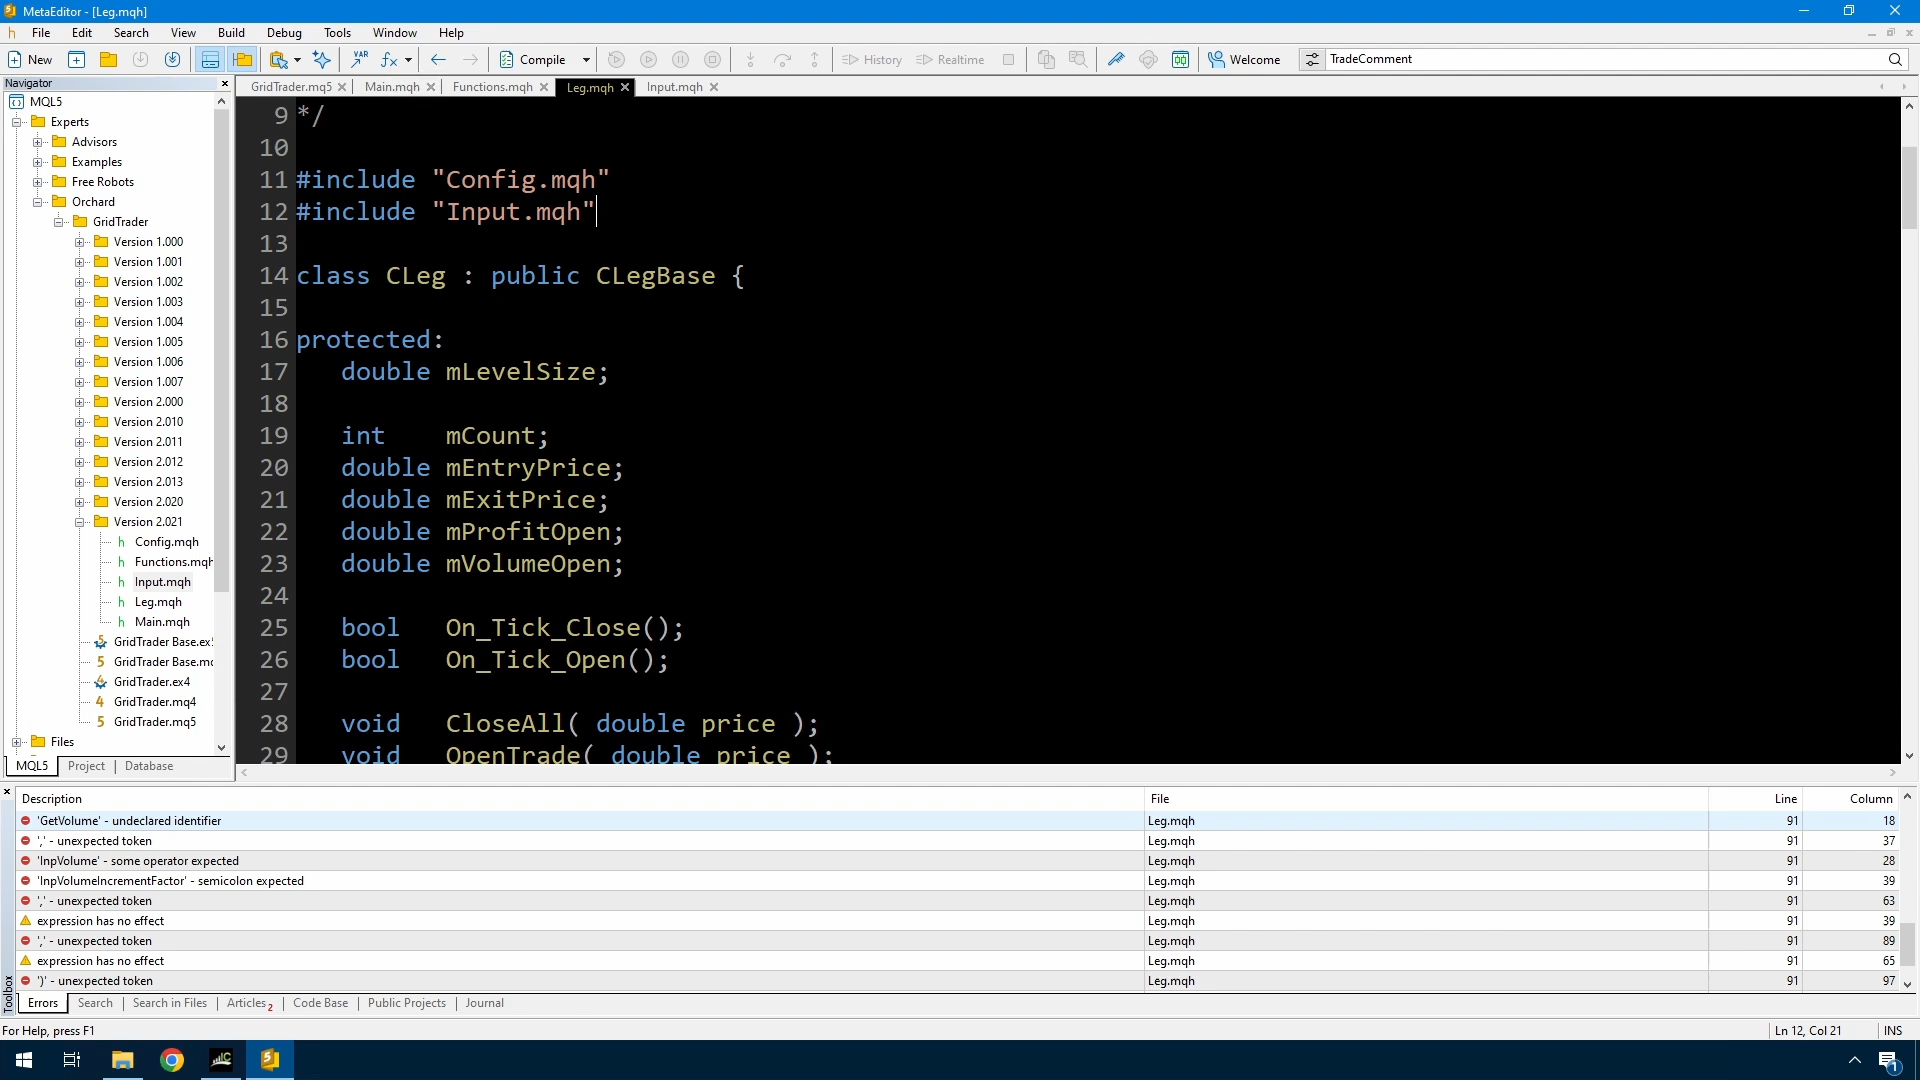 MetaEditor - [Leg.mqh]
File Edit Search View Build Debug Tools Window Help
New Compile History Realtime Welcome TradeComment
Navigator
MQL5
Experts
Advisors
Examples
Free Robots
Orchard
GridTrader
Version 1.000
Version 1.001
Version 1.002
Version 1.003
Version 1.004
Version 1.005
Version 1.006
Version 1.007
Version 2.000
Version 2.010
Version 2.011
Version 2.012
Version 2.013
Version 2.020
Version 2.021
Config.mqh
Functions.mqh
Input.mqh
Leg.mqh
Main.mqh
GridTrader Base.ex5
GridTrader Base.mq
GridTrader.ex4
GridTrader.mq4
GridTrader.mq5
Files
MQL5 Project Database
GridTrader.mq5 Main.mqh Functions.mqh Leg.mqh Input.mqh
9 */
10
11 #include "Config.mqh"
12 #include "Input.mqh"
13
14 class CLeg : public CLegBase {
15
16 protected:
17 double mLevelSize;
18
19 int mCount;
20 double mEntryPrice;
21 double mExitPrice;
22 double mProfitOpen;
23 double mVolumeOpen;
24
25 bool On_Tick_Close();
26 bool On_Tick_Open();
27
28 void CloseAll( double price );
29 void OpenTrade( double price );
Description File Line Column
'GetVolume' - undeclared identifier Leg.mqh 91 18
',' - unexpected token Leg.mqh 91 37
'InpVolume' - some operator expected Leg.mqh 91 28
'InpVolumeIncrementFactor' - semicolon expected Leg.mqh 91 39
',' - unexpected token Leg.mqh 91 63
expression has no effect Leg.mqh 91 39
',' - unexpected token Leg.mqh 91 89
expression has no effect Leg.mqh 91 65
')' - unexpected token Leg.mqh 91 97
Toolbox
Errors Search Search in Files Articles 2 Code Base Public Projects Journal
For Help, press F1 Ln 12, Col 21 INS
1